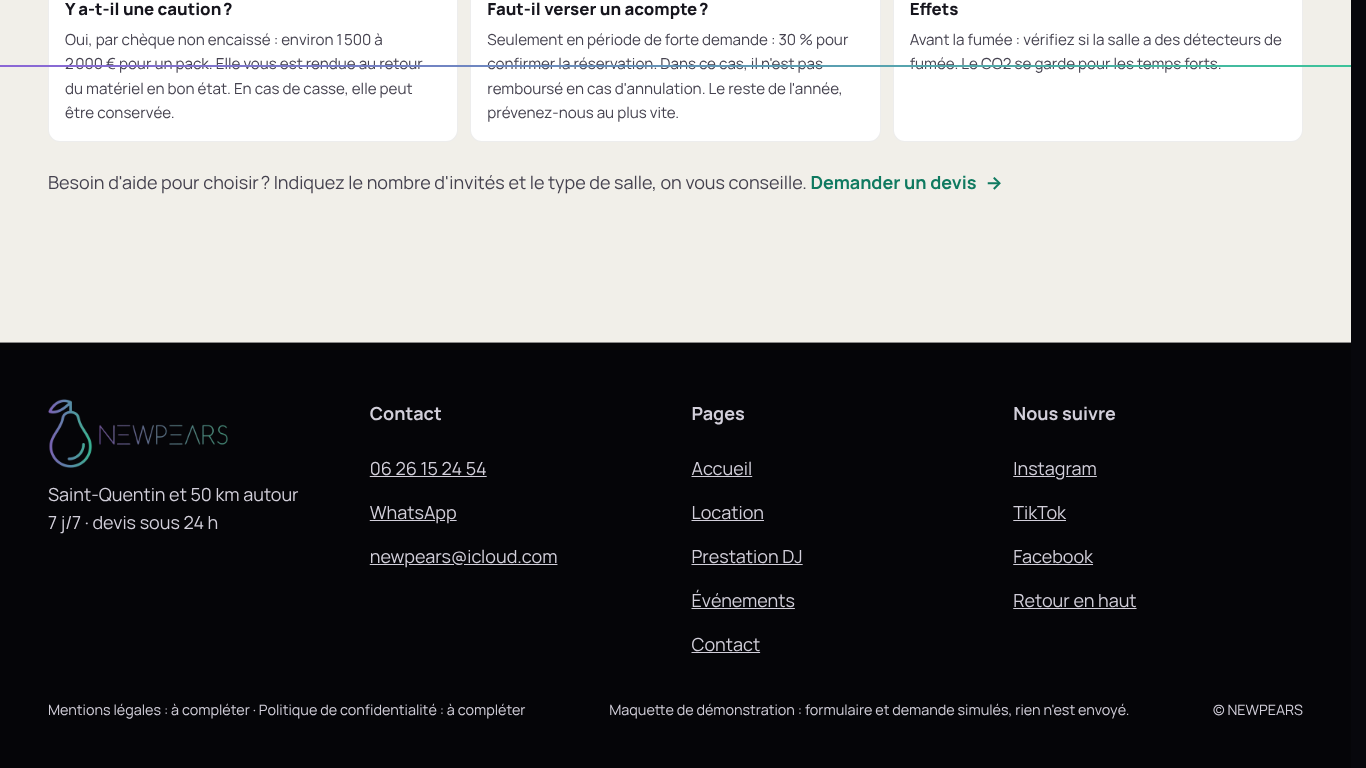 Y a-t-il une caution ?
Oui, par chèque non encaissé : environ 1 500 à
2 000 € pour un pack. Elle vous est rendue au retour
du matériel en bon état. En cas de casse, elle peut
être conservée.
Faut-il verser un acompte ?
Seulement en période de forte demande : 30 % pour
confirmer la réservation. Dans ce cas, il n'est pas
remboursé en cas d'annulation. Le reste de l'année,
prévenez-nous au plus vite.
Effets
Avant la fumée : vérifiez si la salle a des détecteurs de
fumée. Le CO2 se garde pour les temps forts.
Besoin d'aide pour choisir ? Indiquez le nombre d'invités et le type de salle, on vous conseille. Demander un devis →
NEWPEARS
Saint-Quentin et 50 km autour
7 j/7 · devis sous 24 h
Contact
06 26 15 24 54
WhatsApp
newpears@icloud.com
Pages
Accueil
Location
Prestation DJ
Événements
Contact
Nous suivre
Instagram
TikTok
Facebook
Retour en haut
Mentions légales : à compléter · Politique de confidentialité : à compléter
Maquette de démonstration : formulaire et demande simulés, rien n'est envoyé.
© NEWPEARS